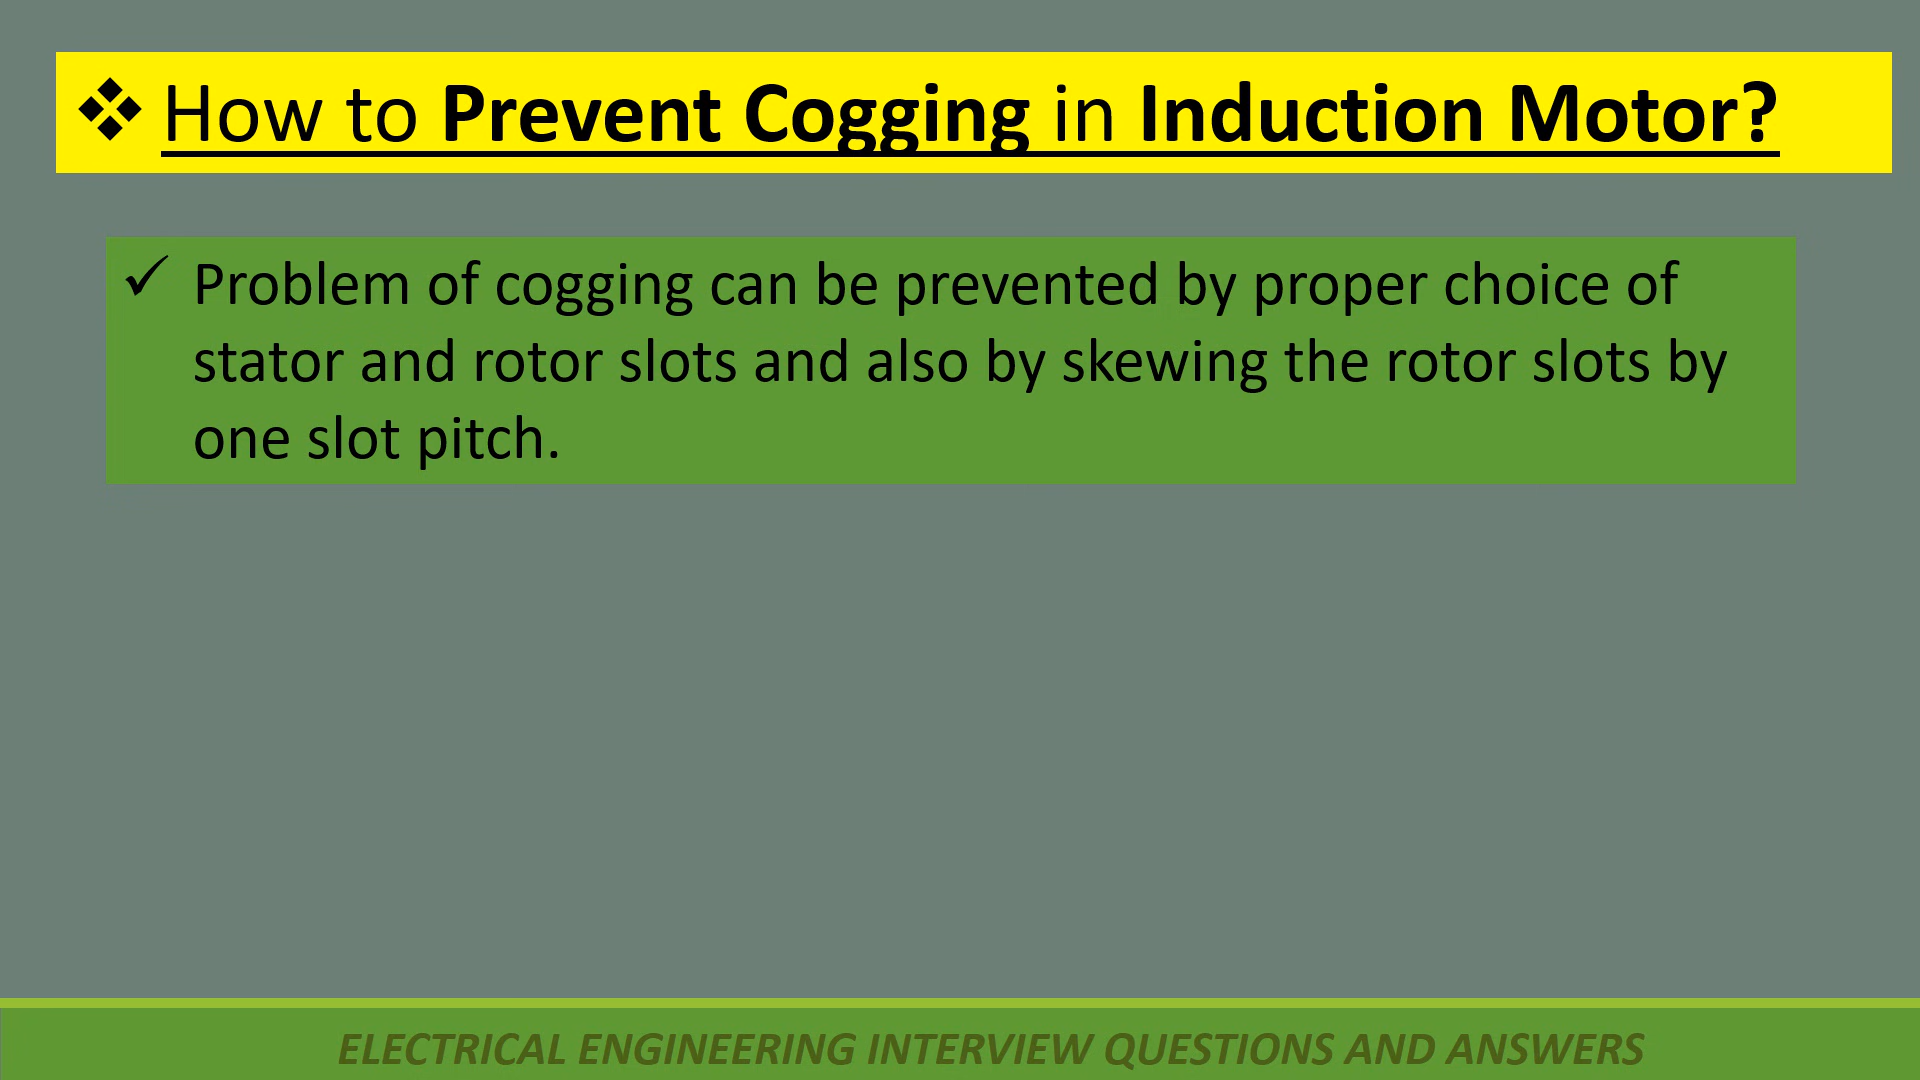 ❖ How to Prevent Cogging in Induction Motor?
✓ Problem of cogging can be prevented by proper choice of
stator and rotor slots and also by skewing the rotor slots by
one slot pitch.
ELECTRICAL ENGINEERING INTERVIEW QUESTIONS AND ANSWERS